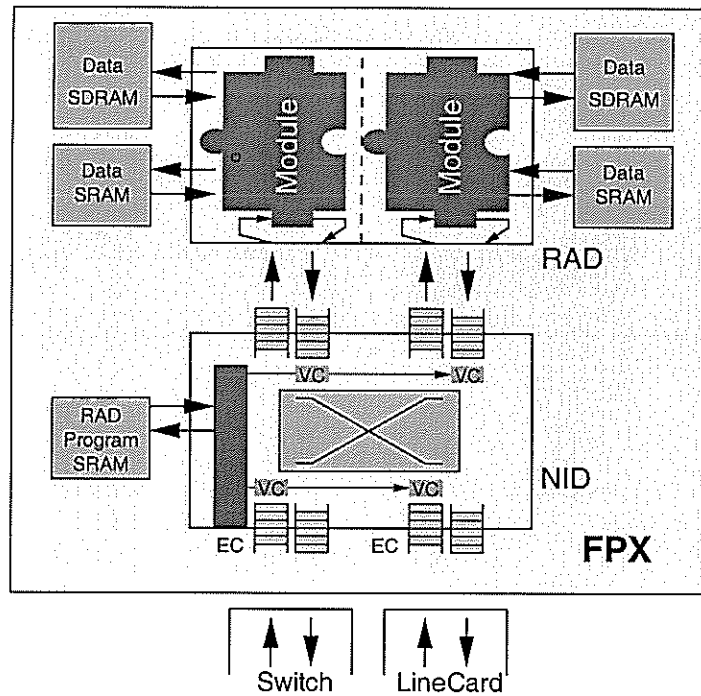 Data
SDRAM
Data
SRAM
Module
Module
Data
SDRAM
Data
SRAM
RAD
VC
VC
RAD
Program
SRAM
NID
VC
VC
EC
EC
FPX
Switch
LineCard